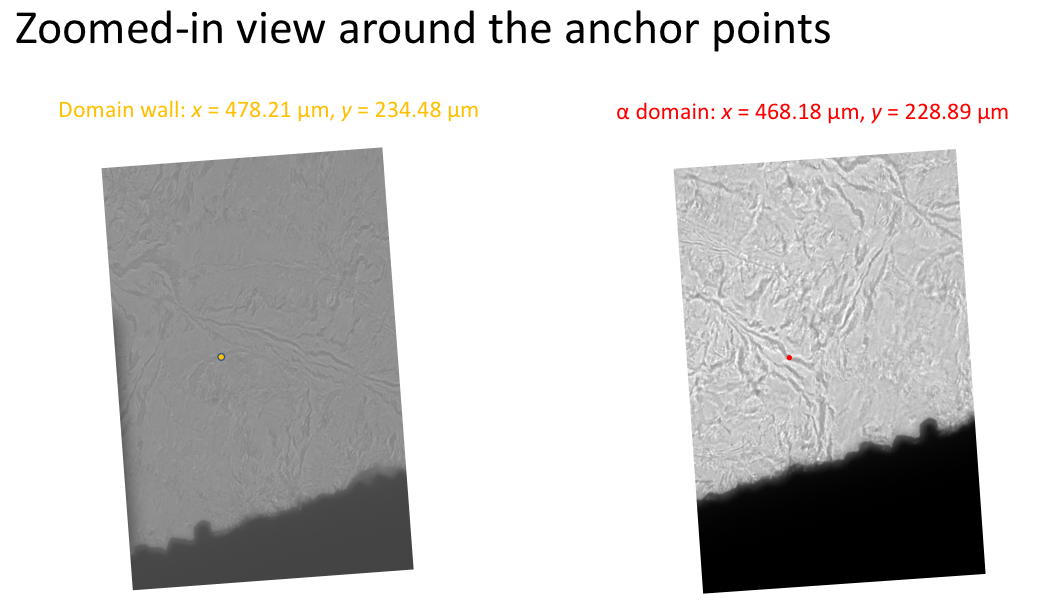 Zoomed-in view around the anchor points
Domain wall: x = 478.21 µm, y = 234.48 µm
α domain: x = 468.18 µm, y = 228.89 µm